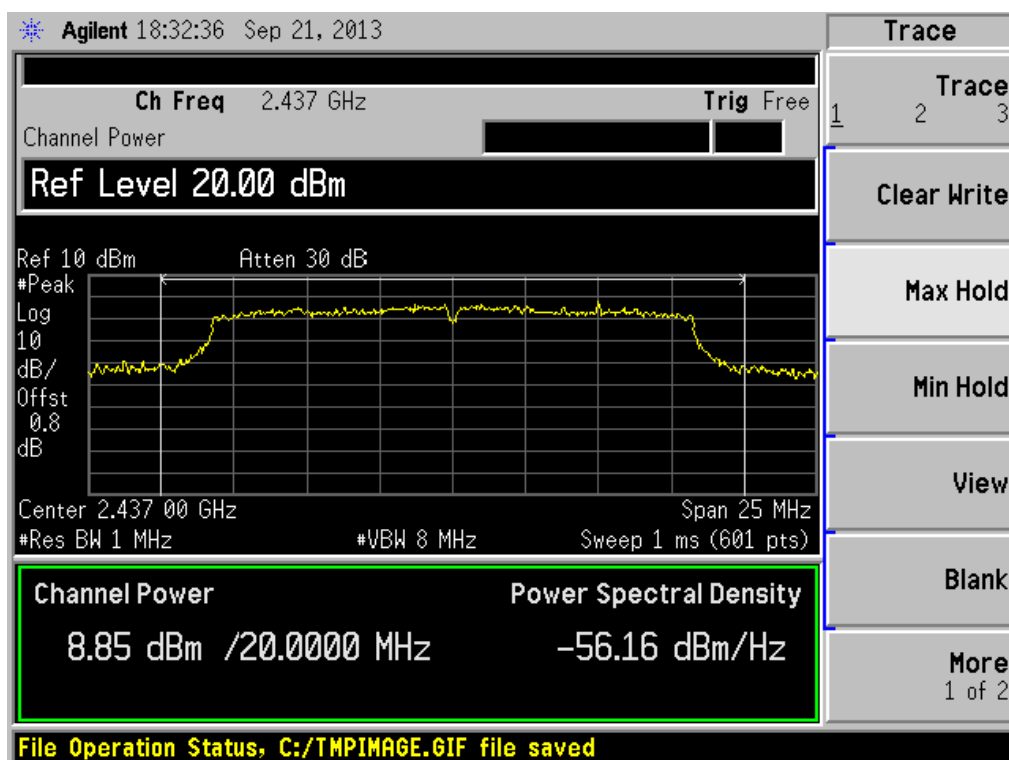 Agilent 18:32:36 Sep 21, 2013
Trace
Ch Freq 2.437 GHz
Trig Free
Channel Power
Ref Level 20.00 dBm
Ref 10 dBm
Atten 30 dB
#Peak
Log
10
dB/
Offst
0.8
dB
Center 2.437 00 GHz
Span 25 MHz
#Res BW 1 MHz
#VBW 8 MHz
Sweep 1 ms (601 pts)
Channel Power
Power Spectral Density
8.85 dBm /20.0000 MHz
-56.16 dBm/Hz
File Operation Status, C:/TMPIMAGE.GIF file saved
Trace
1 2 3
Clear Write
Max Hold
Min Hold
View
Blank
More
1 of 2